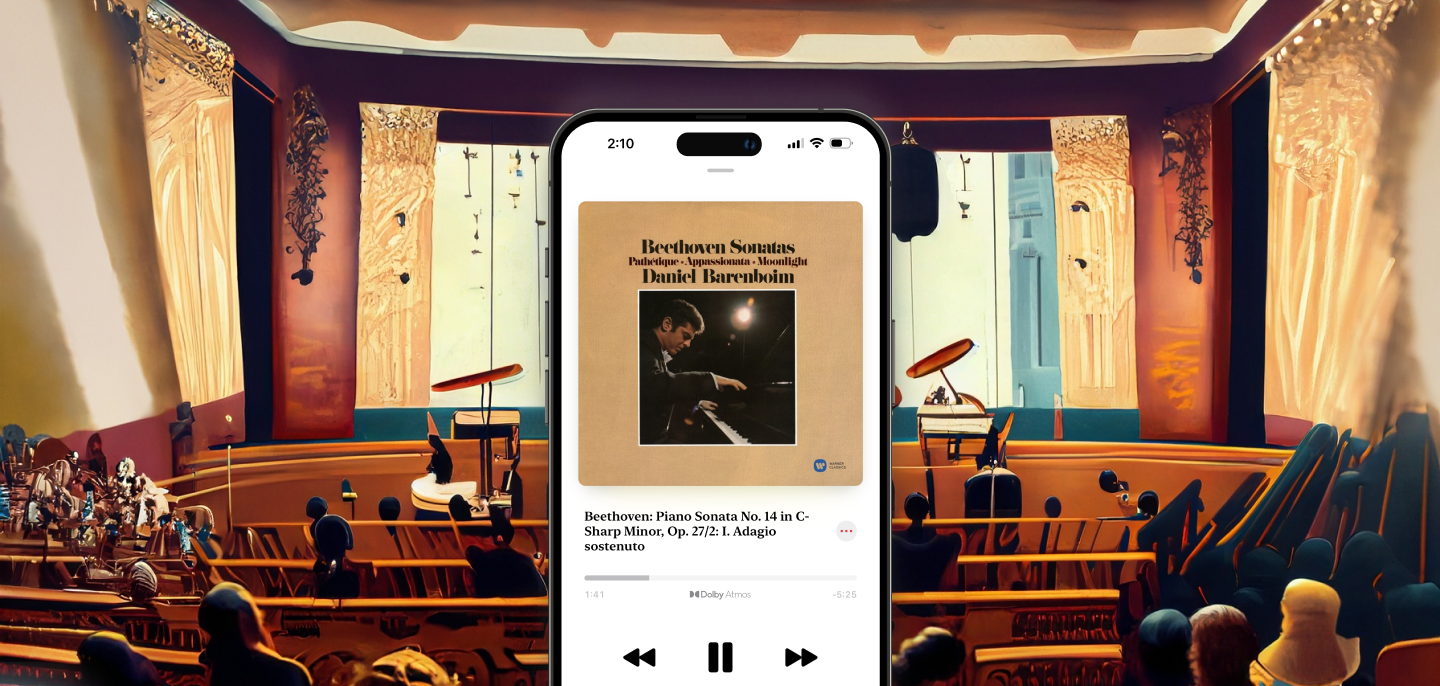 2:10
Beethoven Sonatas
Pathétique • Appassionata • Moonlight
Daniel Barenboim
WARNER
CLASSICS
Beethoven: Piano Sonata No. 14 in C-
Sharp Minor, Op. 27/2: I. Adagio
sostenuto
1:41 Dolby Atmos -5:25